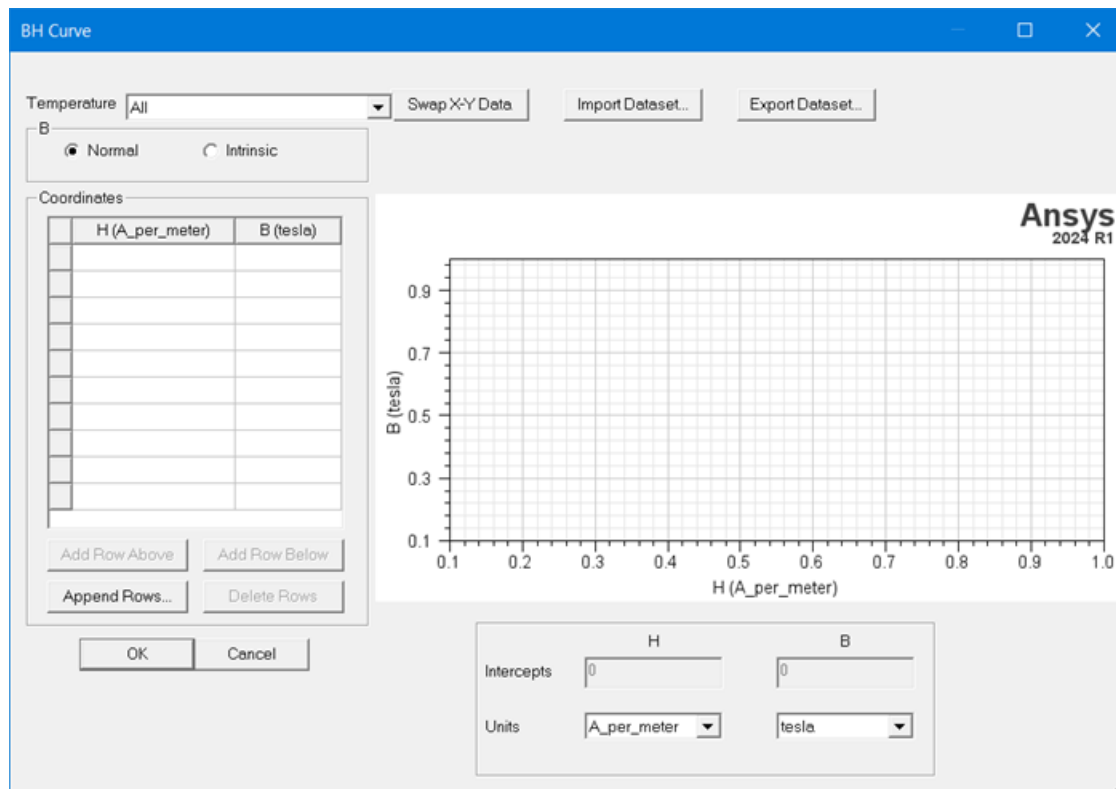 BH Curve
Temperature All Swap X-Y Data Import Dataset... Export Dataset...
B
Normal Intrinsic
Coordinates
H (A_per_meter) B (tesla)
Add Row Above Add Row Below
Append Rows... Delete Rows
OK Cancel
Ansys
2024 R1
0.9
0.7
0.5
0.3
0.1
B (tesla)
0.1 0.2 0.3 0.4 0.5 0.6 0.7 0.8 0.9 1.0
H (A_per_meter)
H B
Intercepts 0 0
Units A_per_meter tesla